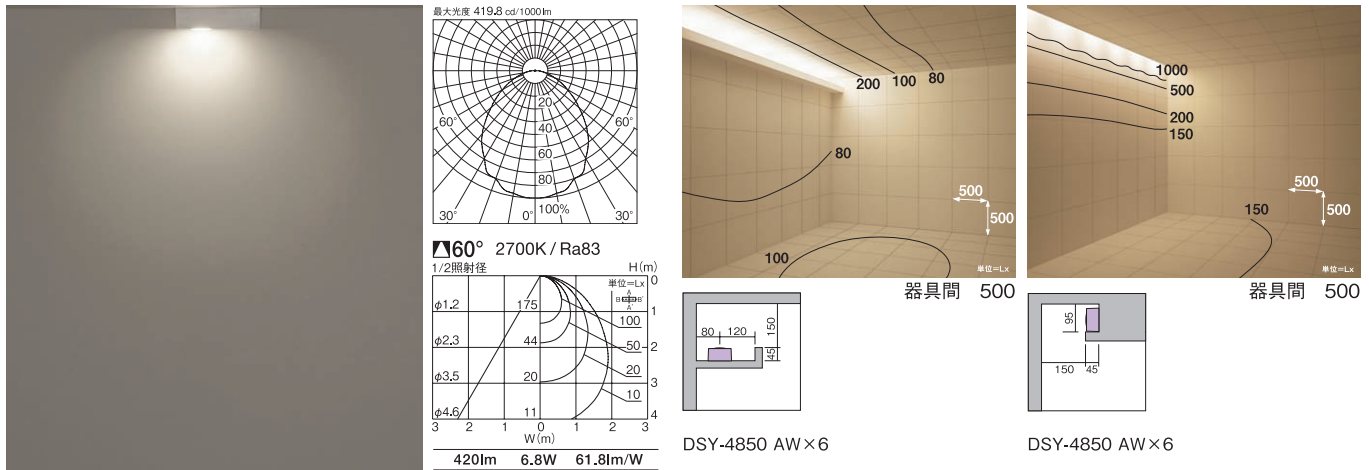 最大光度 419.8 cd/1000lm
20
40
60° 60°
60
80
30° 0° 100% 30°
60° 2700K / Ra83
1/2照射径 H(m)
単位=Lx
0
A
B B'
A'
φ1.2 175 100 1
φ2.3 44 50 2
20
φ3.5 20 3
10
φ4.6 11 4
3 2 1 0 1 2 3
W(m)
420lm 6.8W 61.8lm/W
200 100 80
80
500
500
100
単位=Lx
器具間 500
80 120 150
45
DSY-4850 AW×6
1000
500
200
150
500
500
150
単位=Lx
器具間 500
95
150 45
DSY-4850 AW×6